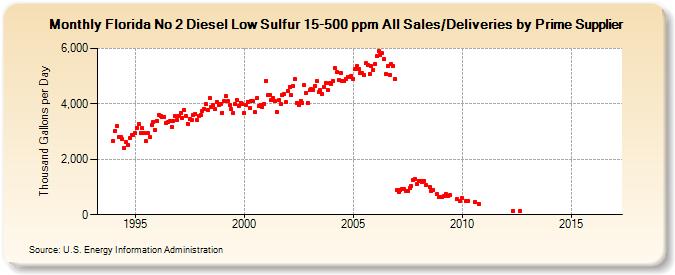 Monthly Florida No 2 Diesel Low Sulfur 15-500 ppm All Sales/Deliveries by Prime Supplier
Thousand Gallons per Day
6,000
4,000
2,000
0
1995 2000 2005 2010 2015
Source: U.S. Energy Information Administration